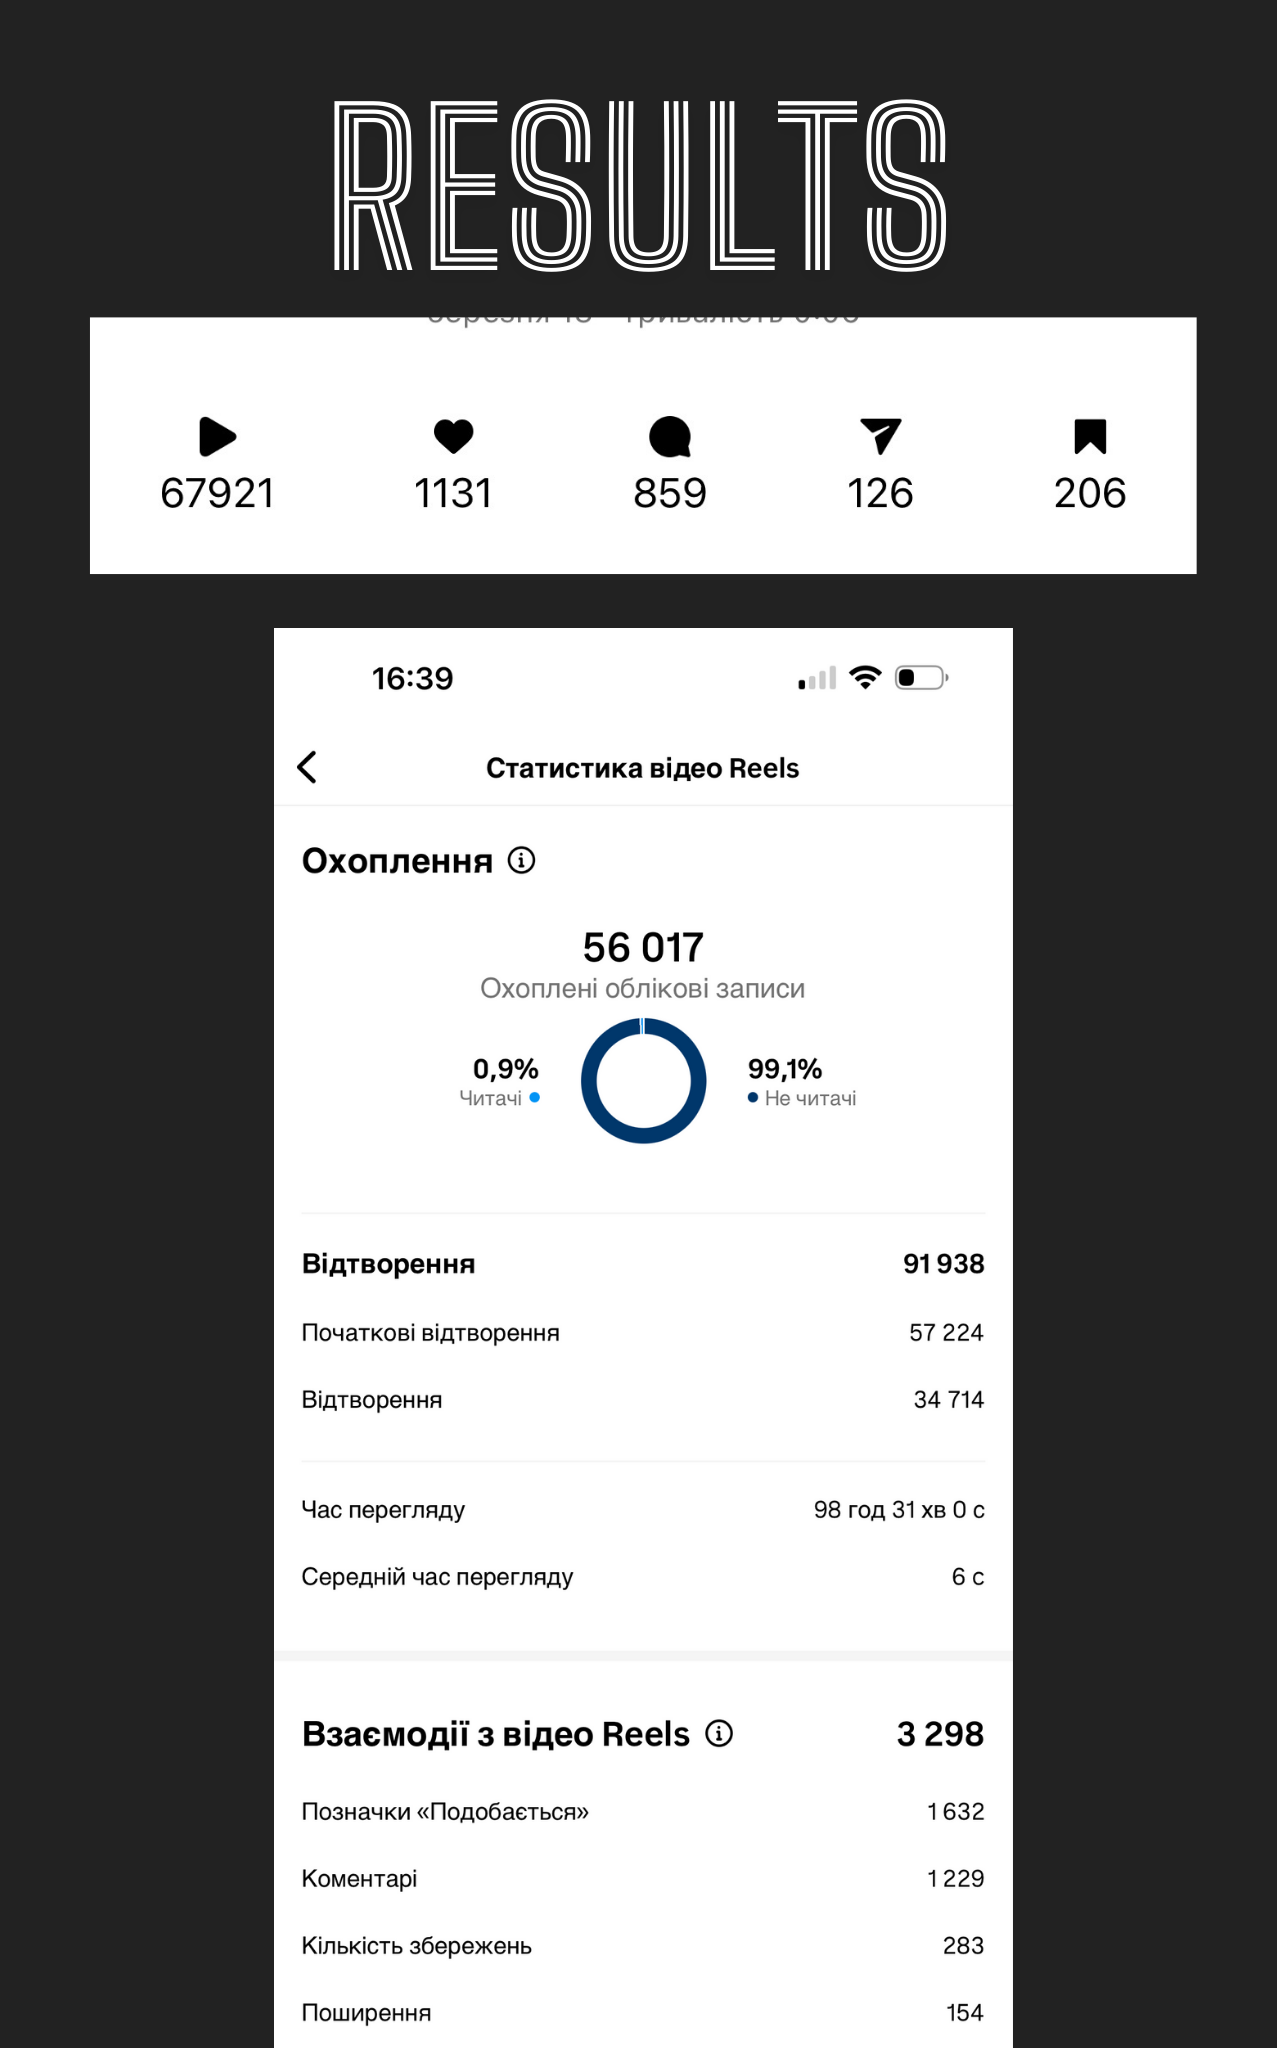 RESULTS
67921 1131 859 126 206
16:39
Статистика відео Reels
Охоплення
56 017
Охоплені облікові записи
0,9% 99,1%
Читачі Не читачі
Відтворення 91 938
Початкові відтворення 57 224
Відтворення 34 714
Час перегляду 98 год 31 хв 0 с
Середній час перегляду 6 с
Взаємодії з відео Reels 3 298
Позначки «Подобається» 1 632
Коментарі 1 229
Кількість збережень 283
Поширення 154